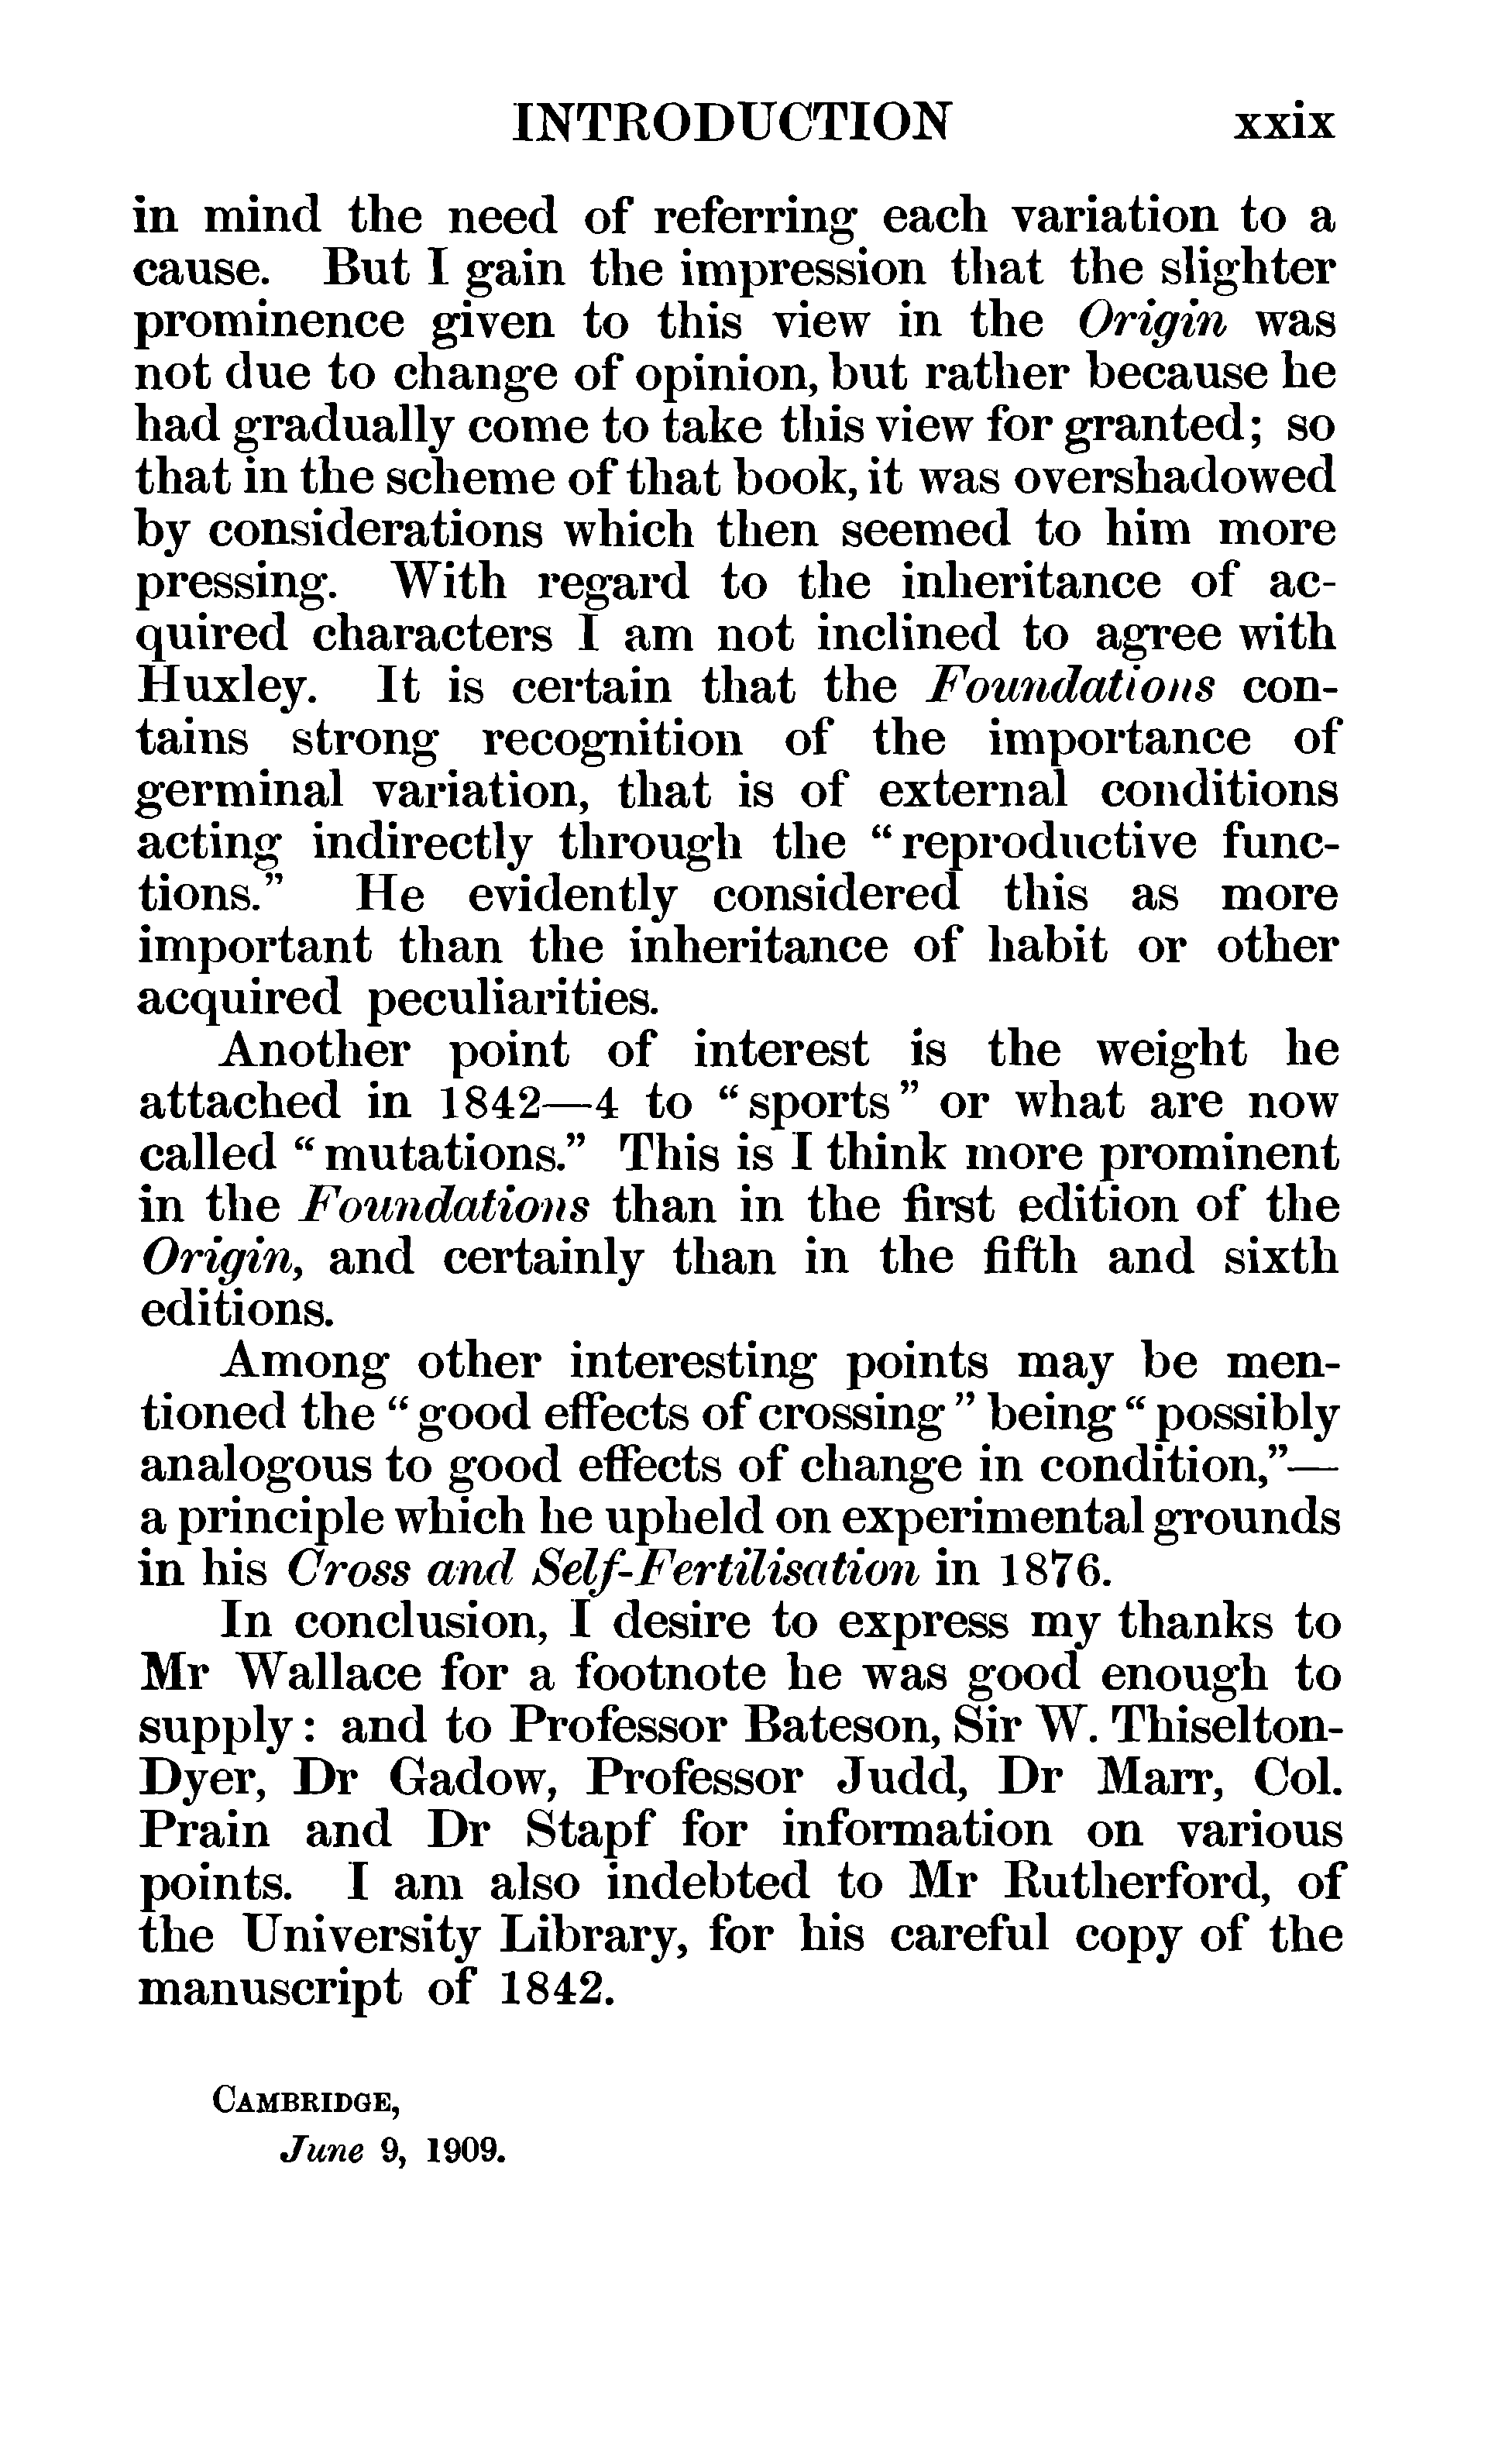 INTRODUCTION xxix
in mind the need of referring each variation to a
cause. But I gain the impression that the slighter
prominence given to this view in the Origin was
not due to change of opinion, but rather because he
had gradually come to take this view for granted; so
that in the scheme of that book, it was overshadowed
by considerations which then seemed to him more
pressing. With regard to the inheritance of ac-
quired characters I am not inclined to agree with
Huxley. It is certain that the Foundations con-
tains strong recognition of the importance of
germinal variation, that is of external conditions
acting indirectly through the “reproductive func-
tions.” He evidently considered this as more
important than the inheritance of habit or other
acquired peculiarities.
Another point of interest is the weight he
attached in 1842—4 to “sports” or what are now
called “mutations.” This is I think more prominent
in the Foundations than in the first edition of the
Origin, and certainly than in the fifth and sixth
editions.
Among other interesting points may be men-
tioned the “good effects of crossing” being “possibly
analogous to good effects of change in condition,”—
a principle which he upheld on experimental grounds
in his Cross and Self-Fertilisation in 1876.
In conclusion, I desire to express my thanks to
Mr Wallace for a footnote he was good enough to
supply: and to Professor Bateson, Sir W. Thiselton-
Dyer, Dr Gadow, Professor Judd, Dr Marr, Col.
Prain and Dr Stapf for information on various
points. I am also indebted to Mr Rutherford, of
the University Library, for his careful copy of the
manuscript of 1842.
CAMBRIDGE,
June 9, 1909.